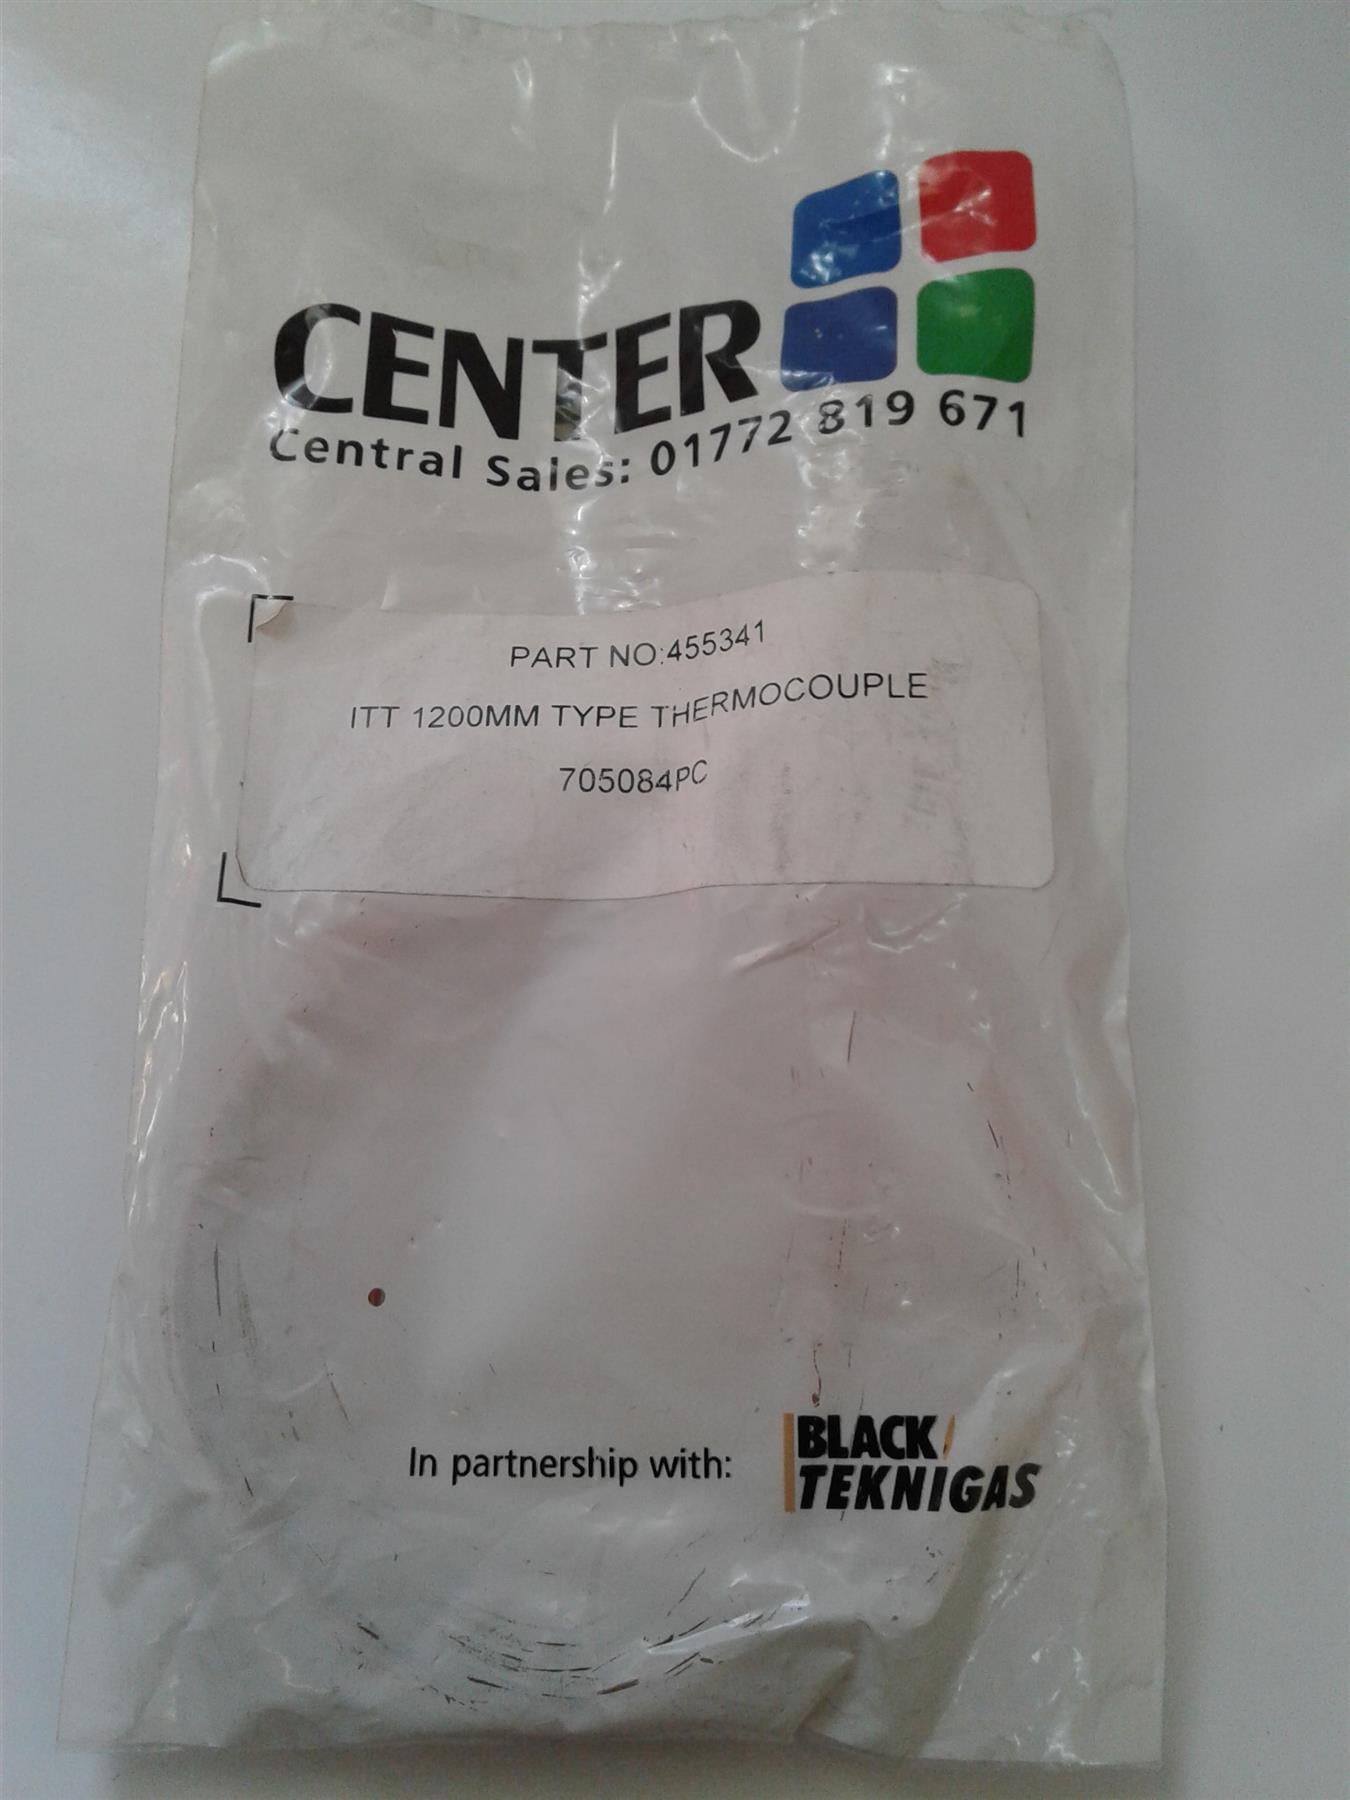 CENTER
Central Sales: 01772 819 671
PART NO:455341
ITT 1200MM TYPE THERMOCOUPLE
705084PC
In partnership with:
BLACK
TEKNIGAS